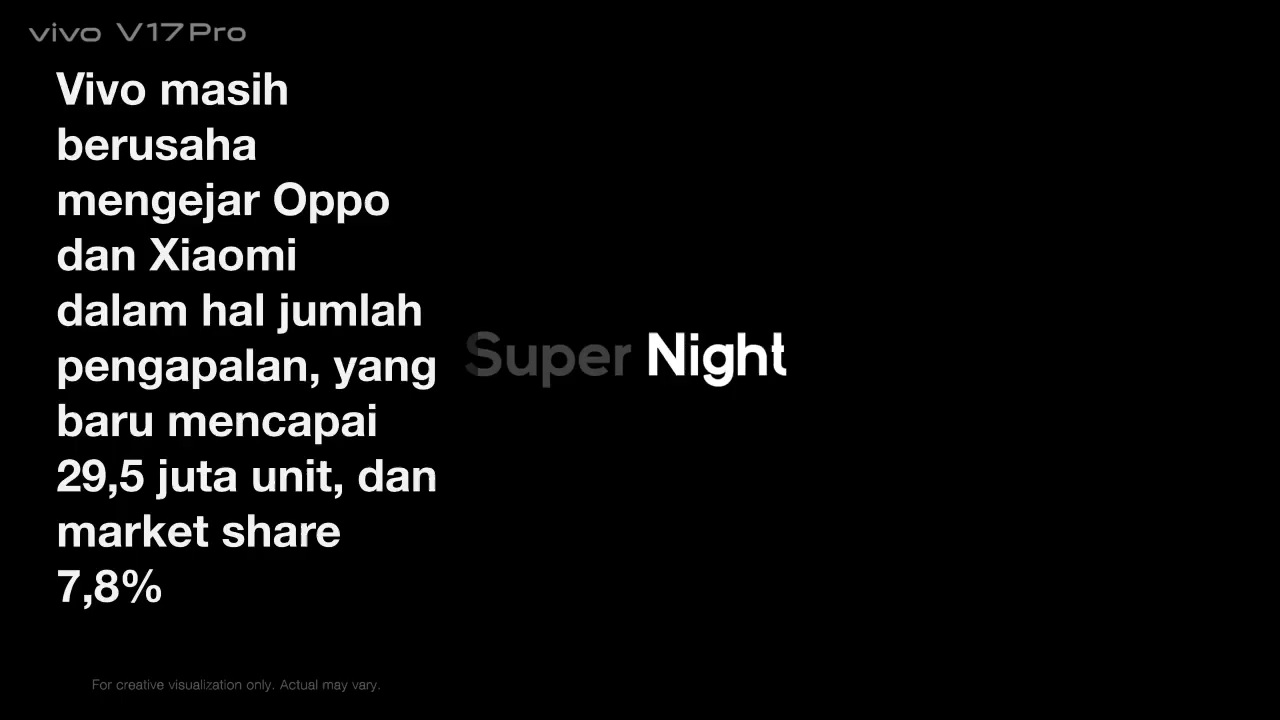 vivo V17Pro
Vivo masih
berusaha
mengejar Oppo
dan Xiaomi
dalam hal jumlah
pengapalan, yang
baru mencapai
29,5 juta unit, dan
market share
7,8%
Super Night
For creative visualization only. Actual may vary.